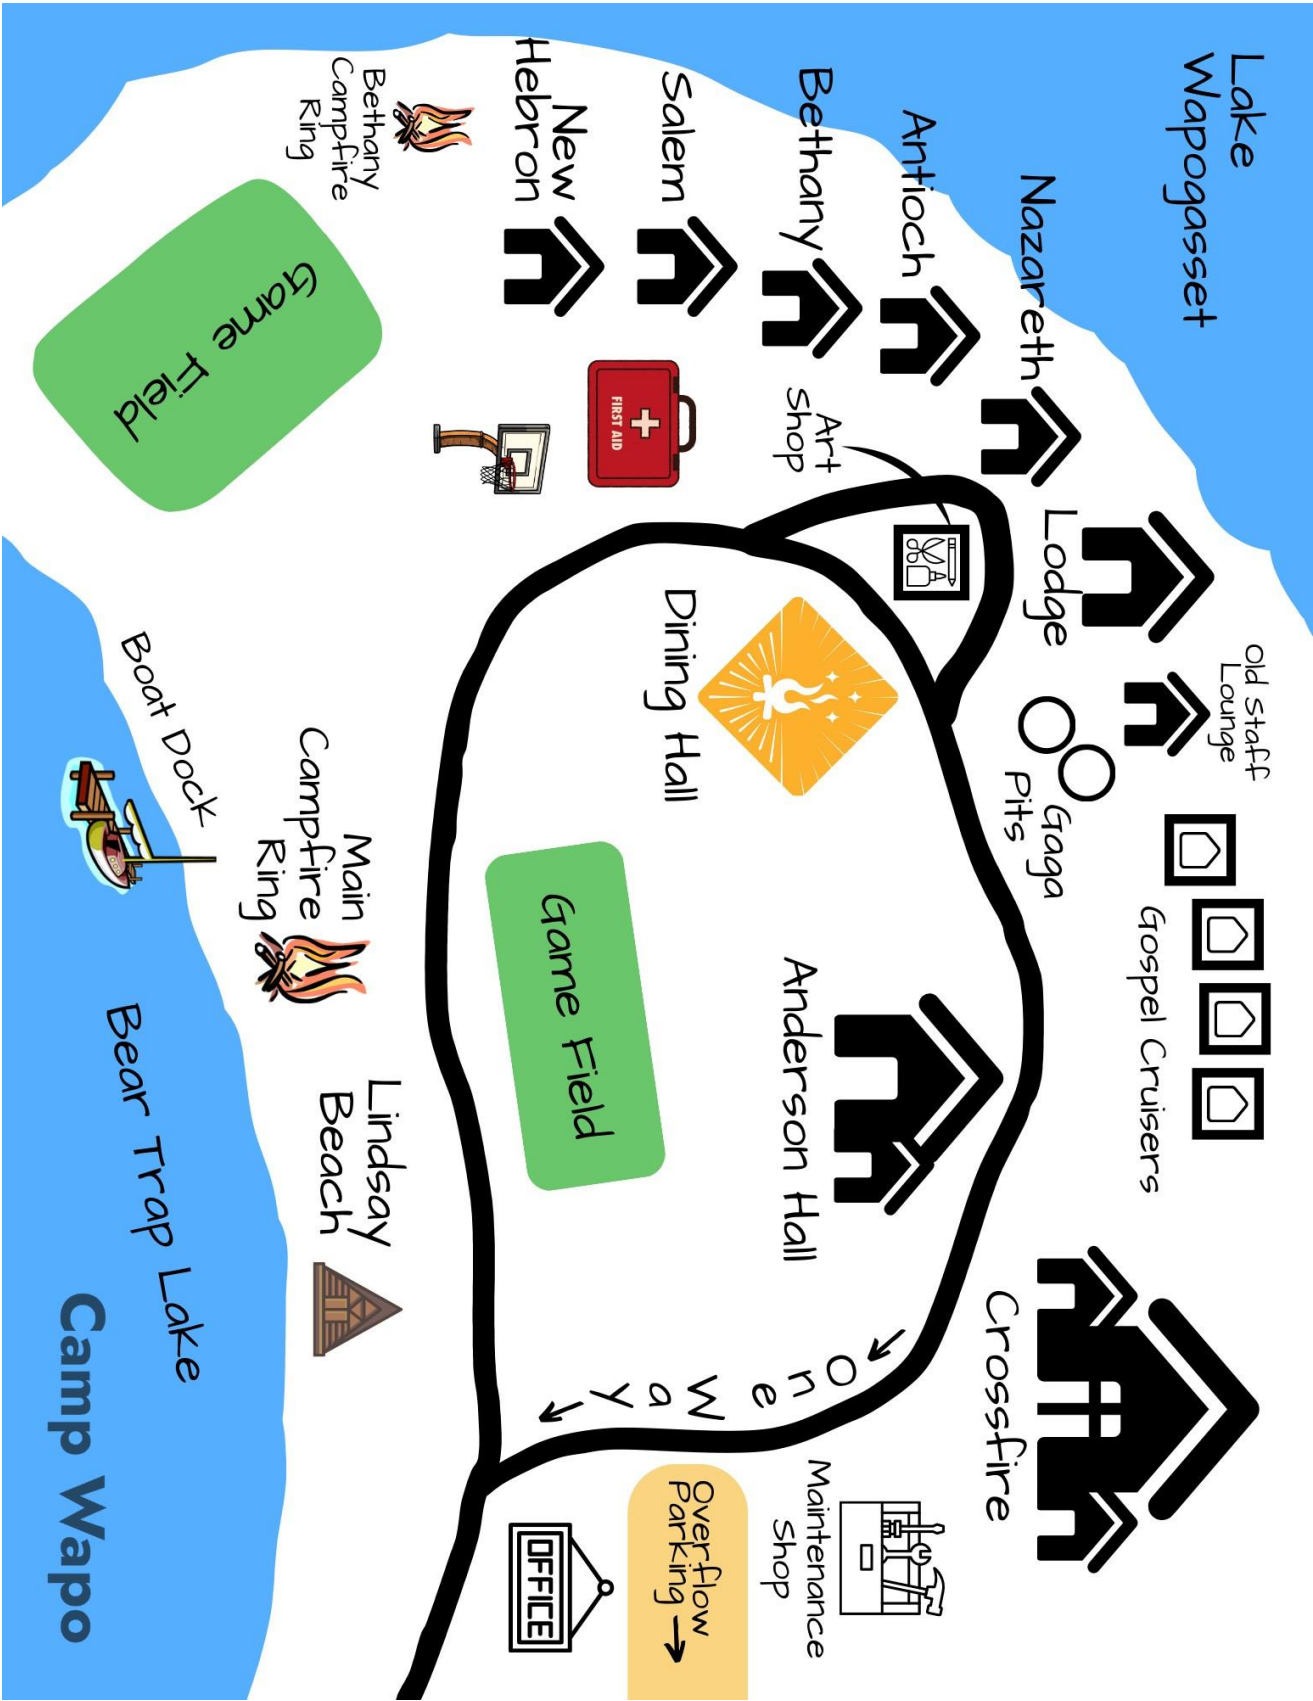 Lake
Wapogasset
Nazareth
Antioch
Bethany
Salem
New
Hebron
Bethany
Campfire
Ring
Game Field
FIRST AID
Art
Shop
Lodge
Old Staff
Lounge
Gaga
Pits
Gospel Cruisers
Dining Hall
Anderson Hall
Game Field
Crossfire
One Way
Maintenance
Shop
Overflow
Parking
OFFICE
Boat Dock
Main
Campfire
Ring
Lindsay
Beach
Bear Trap Lake
Camp Wapo